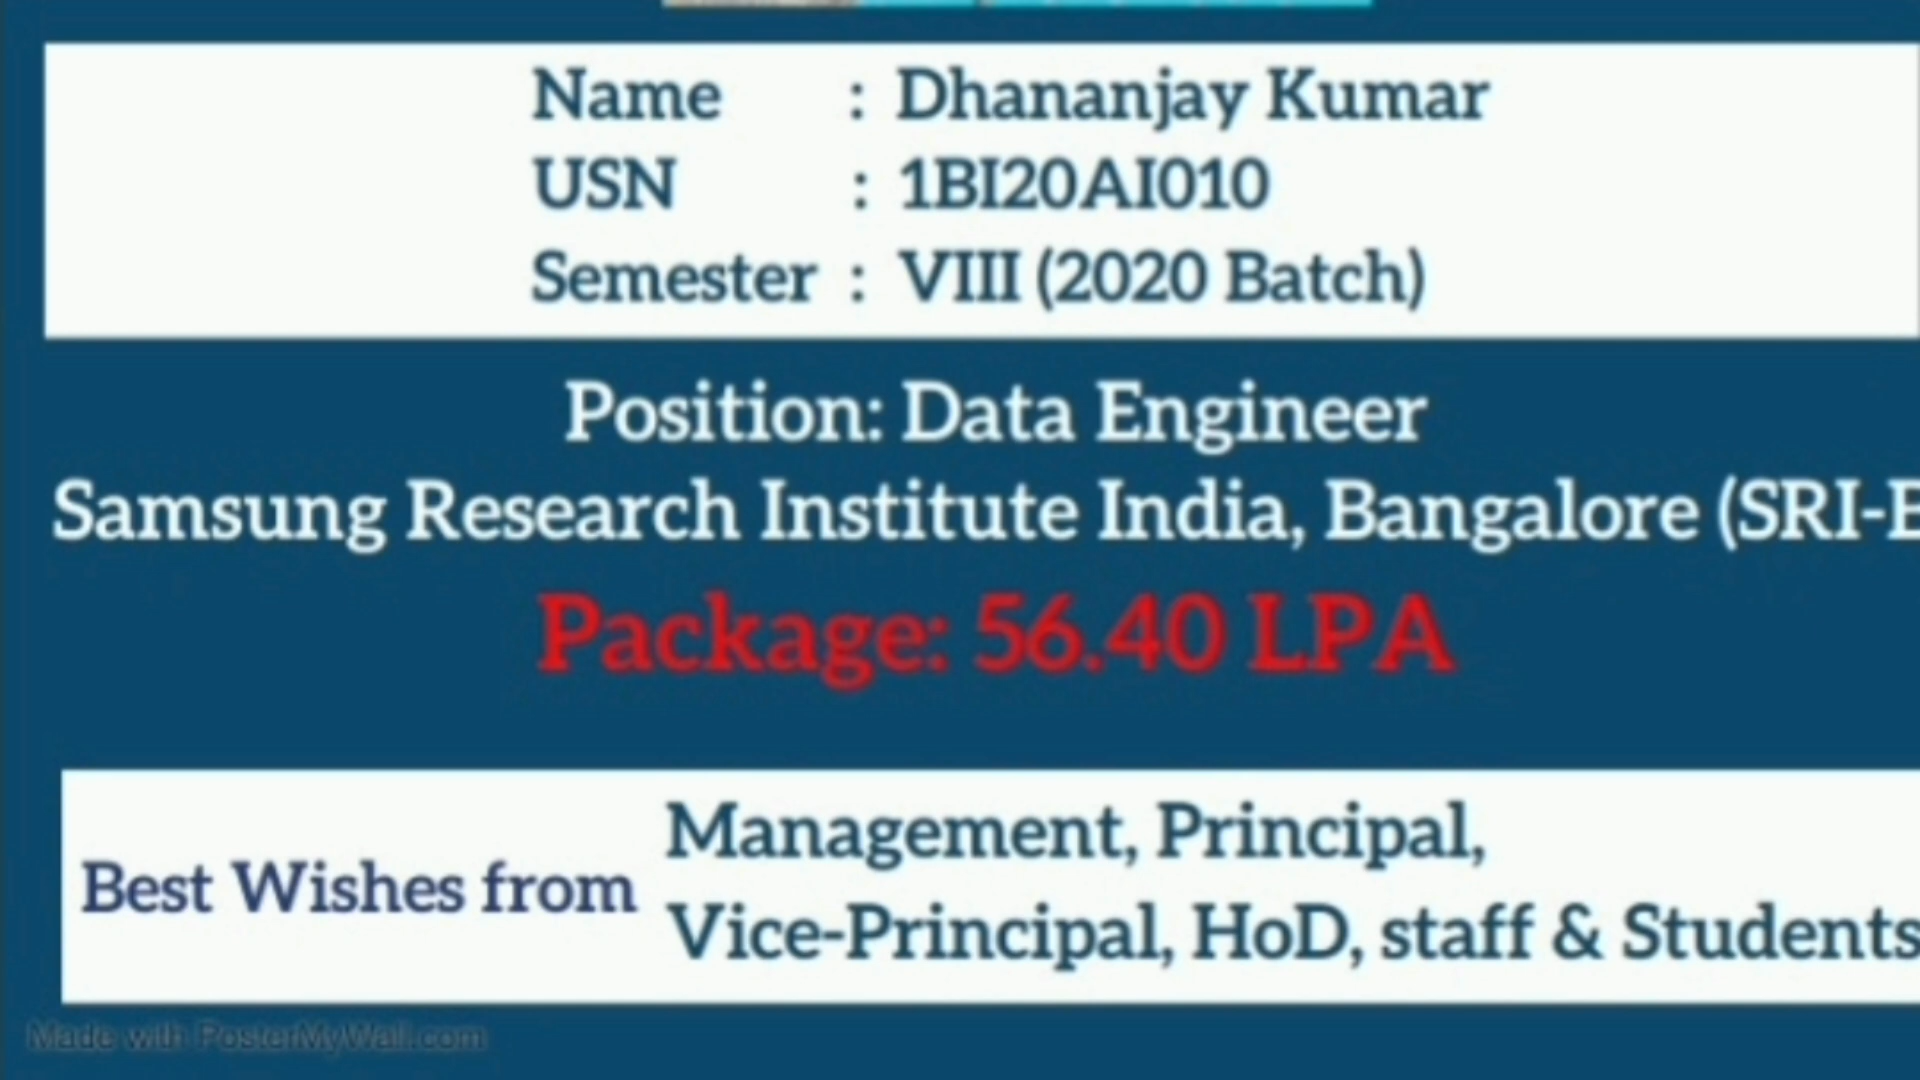 Name : Dhananjay Kumar
USN : 1BI20AI010
Semester : VIII (2020 Batch)
Position: Data Engineer
Samsung Research Institute India, Bangalore (SRI-B
Package: 56.40 LPA
Best Wishes from
Management, Principal,
Vice-Principal, HoD, staff & Students
Made with PosterMyWall.com